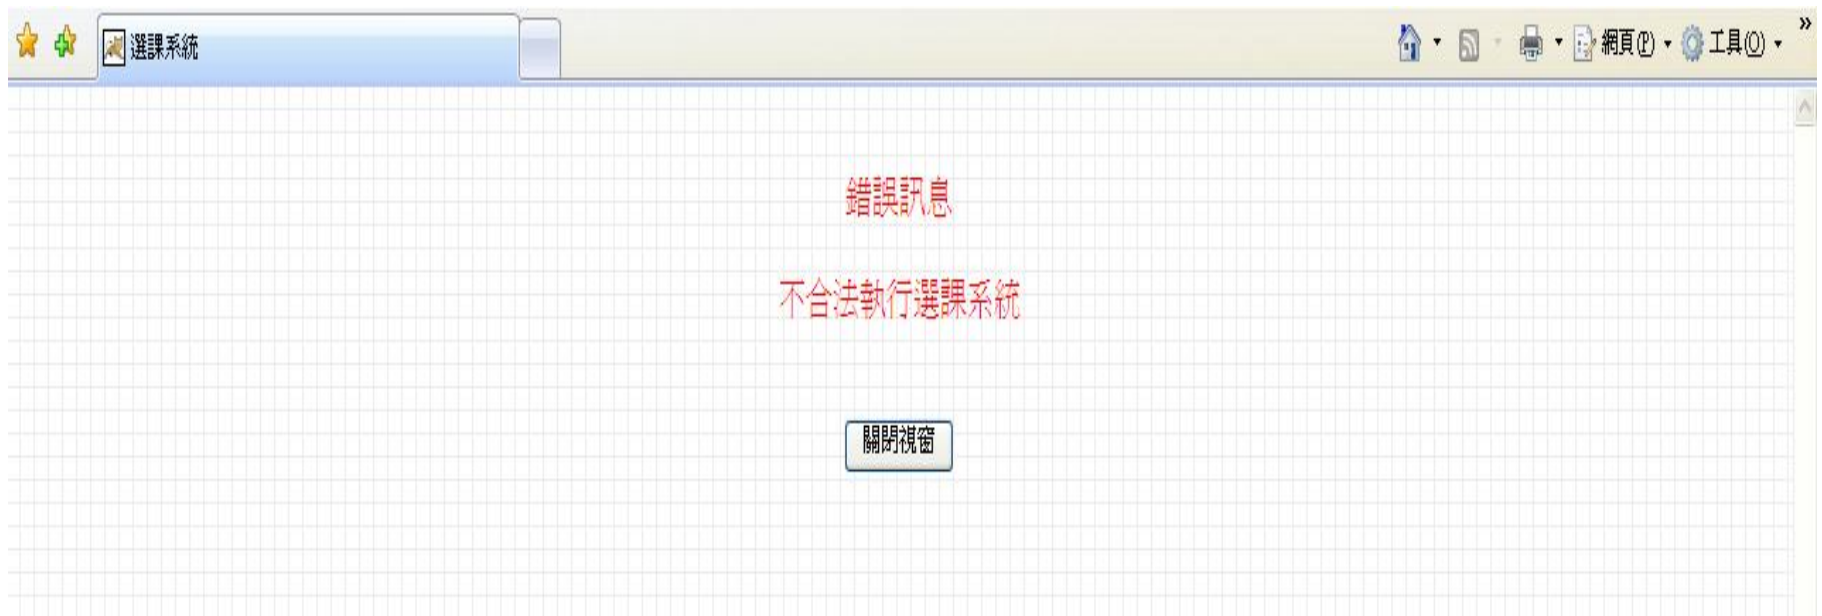 選課系統
網頁(P)
工具(O)
»
錯誤訊息
不合法執行選課系統
關閉視窗